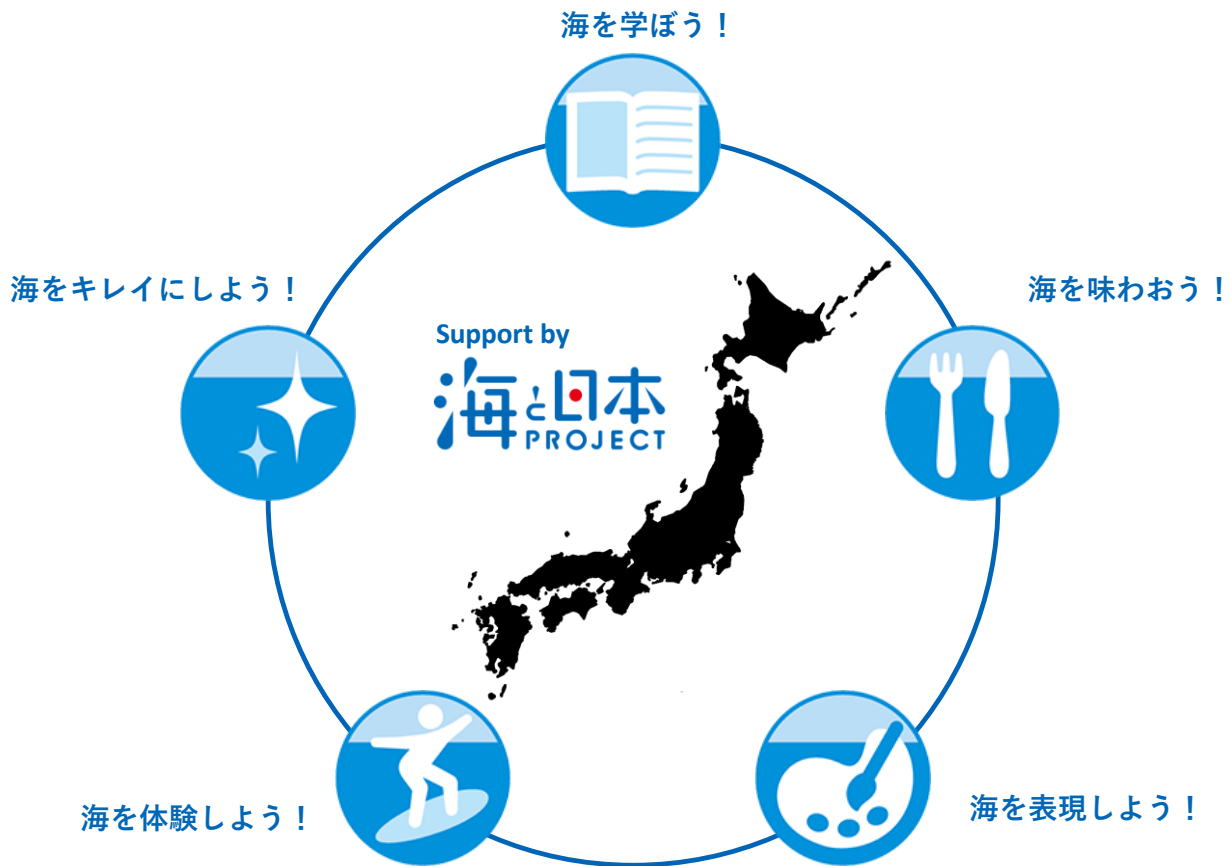 海を学ぼう！
海をキレイにしよう！
海を味わおう！
Support by
海と日本
PROJECT
海を体験しよう！
海を表現しよう！